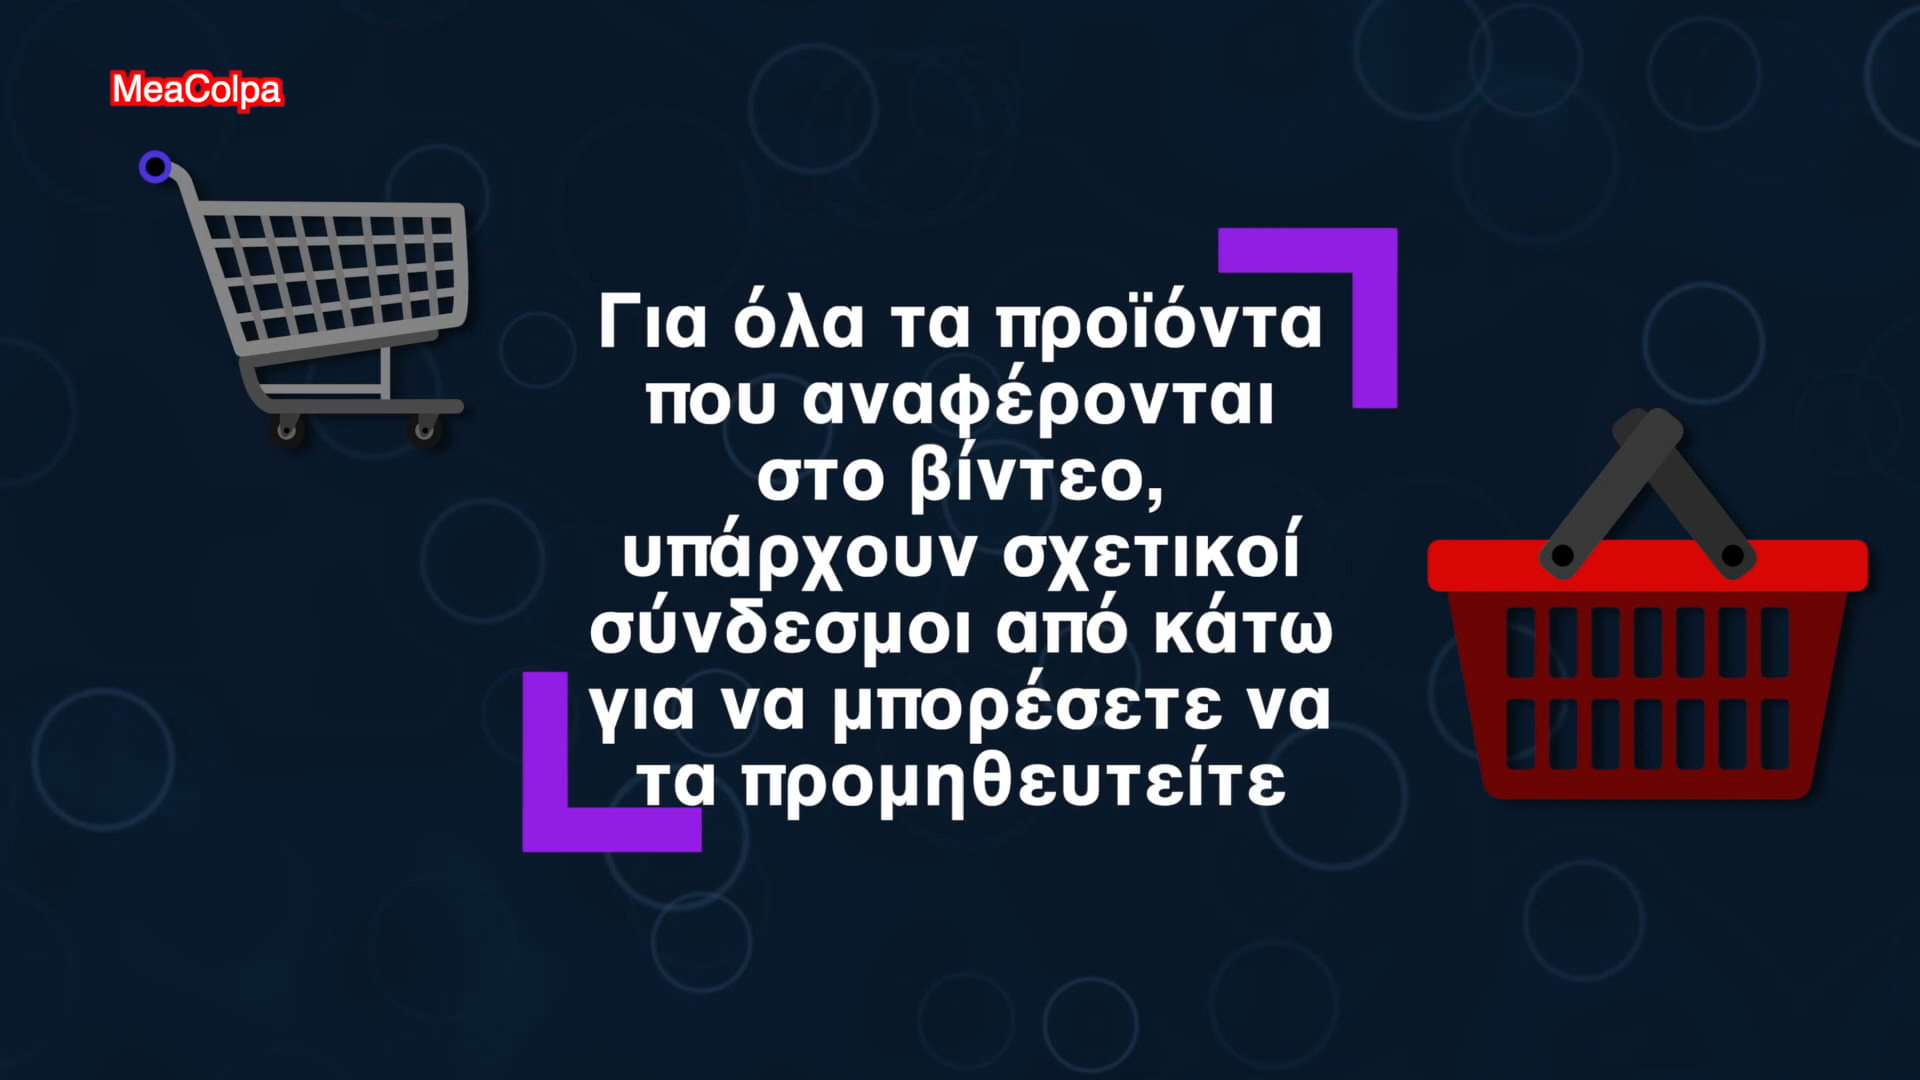 MeaColpa
Για όλα τα προϊόντα
που αναφέρονται
στο βίντεο,
υπάρχουν σχετικοί
σύνδεσμοι από κάτω
για να μπορέσετε να
τα προμηθευτείτε